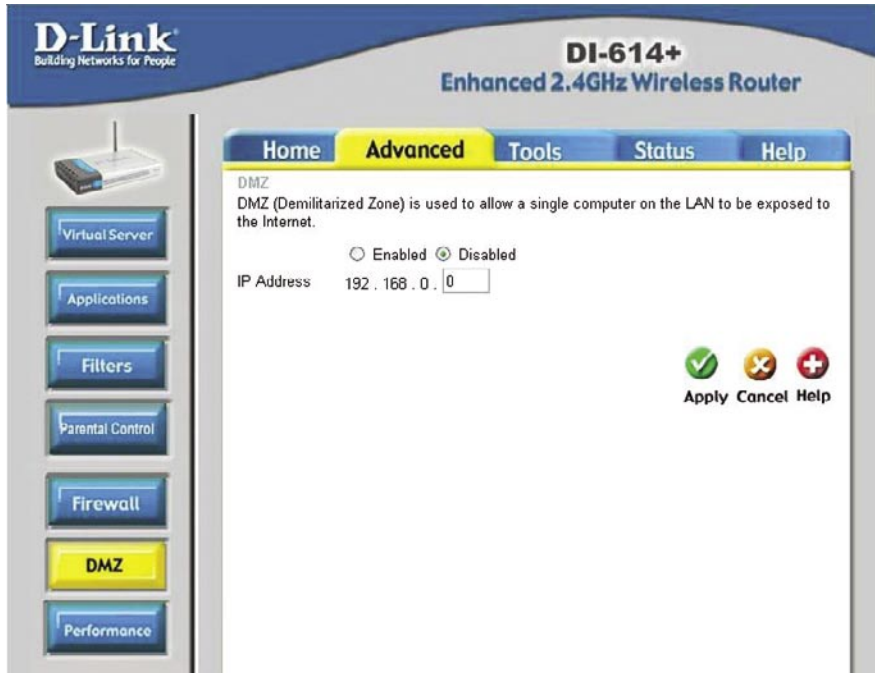 D-Link
Building Networks for People
DI-614+
Enhanced 2.4GHz Wireless Router
Home Advanced Tools Status Help
Virtual Server
Applications
Filters
Parental Control
Firewall
DMZ
Performance
DMZ
DMZ (Demilitarized Zone) is used to allow a single computer on the LAN to be exposed to
the Internet.
Enabled Disabled
IP Address 192 . 168 . 0 . 0
Apply Cancel Help